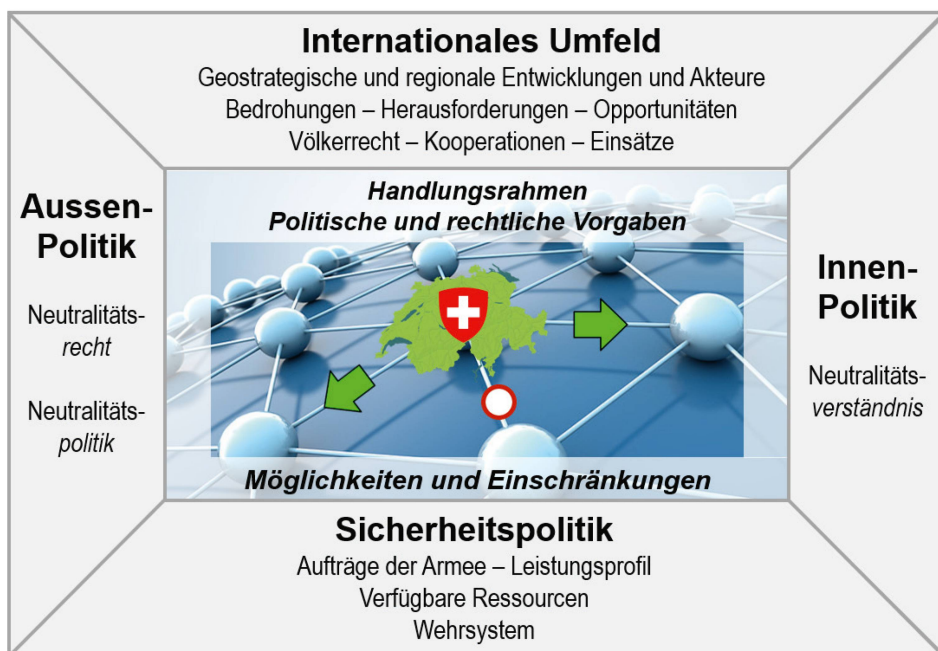 Internationales Umfeld
Geostrategische und regionale Entwicklungen und Akteure
Bedrohungen – Herausforderungen – Opportunitäten
Völkerrecht – Kooperationen – Einsätze
Aussen-
Politik
Neutralitäts-
recht
Neutralitäts-
politik
Handlungsrahmen
Politische und rechtliche Vorgaben
Möglichkeiten und Einschränkungen
Innen-
Politik
Neutralitäts-
verständnis
Sicherheitspolitik
Aufträge der Armee – Leistungsprofil
Verfügbare Ressourcen
Wehrsystem